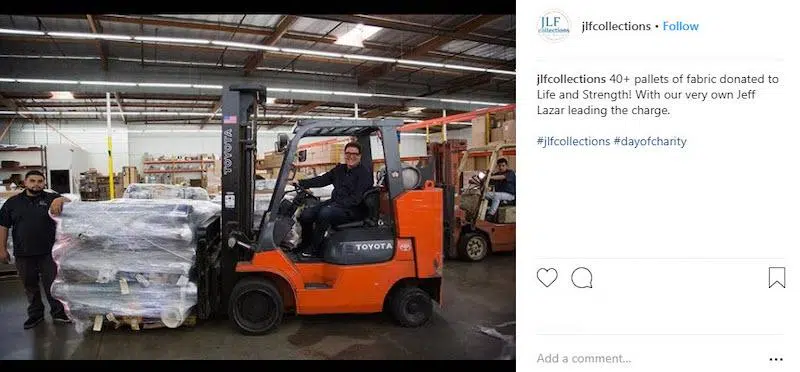 TOYOTA
TOYOTA
JLF
collections
jlfcollections • Follow
jlfcollections 40+ pallets of fabric donated to
Life and Strength! With our very own Jeff
Lazar leading the charge.
#jlfcollections #dayofcharity
Add a comment...